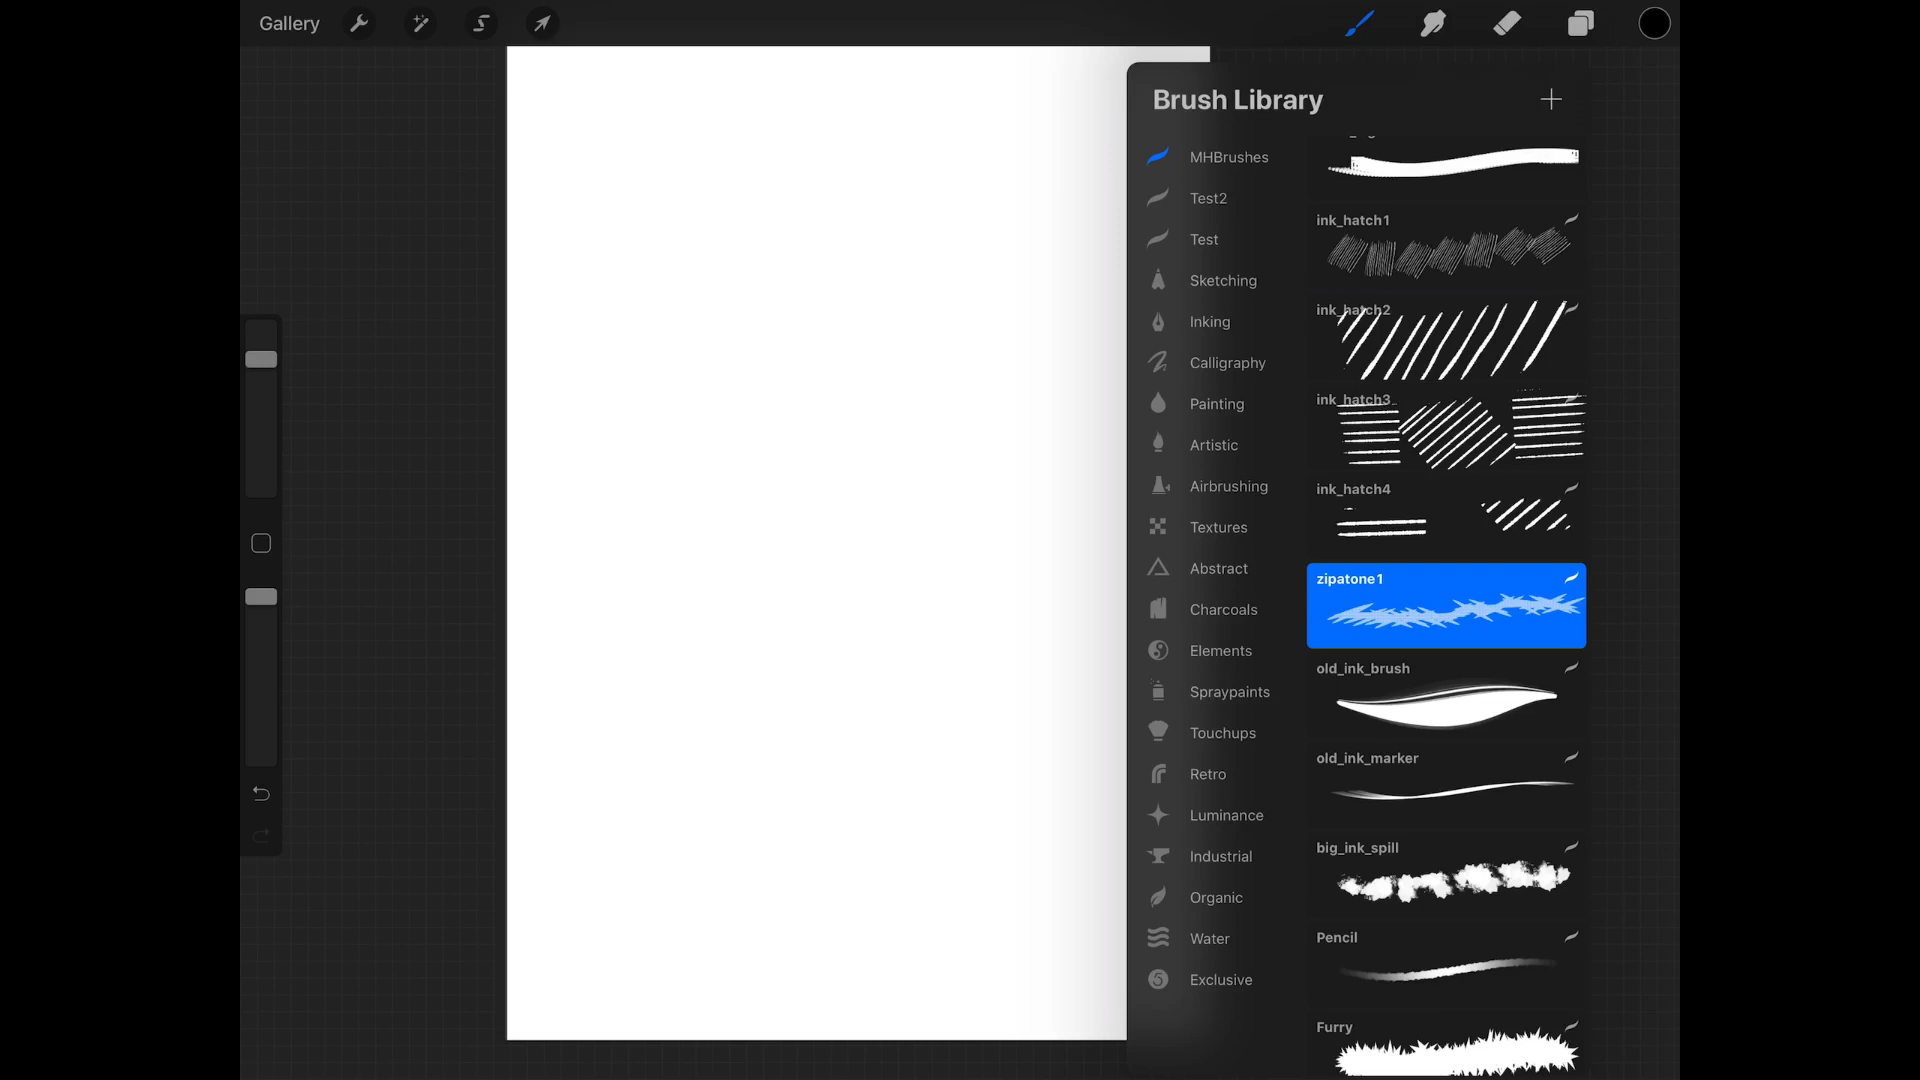 Gallery
Brush Library
MHBrushes
Test2
Test
Sketching
Inking
Calligraphy
Painting
Artistic
Airbrushing
Textures
Abstract
Charcoals
Elements
Spraypaints
Touchups
Retro
Luminance
Industrial
Organic
Water
Exclusive
ink_hatch1
ink_hatch2
ink_hatch3
ink_hatch4
zipatone1
old_ink_brush
old_ink_marker
big_ink_spill
Pencil
Furry